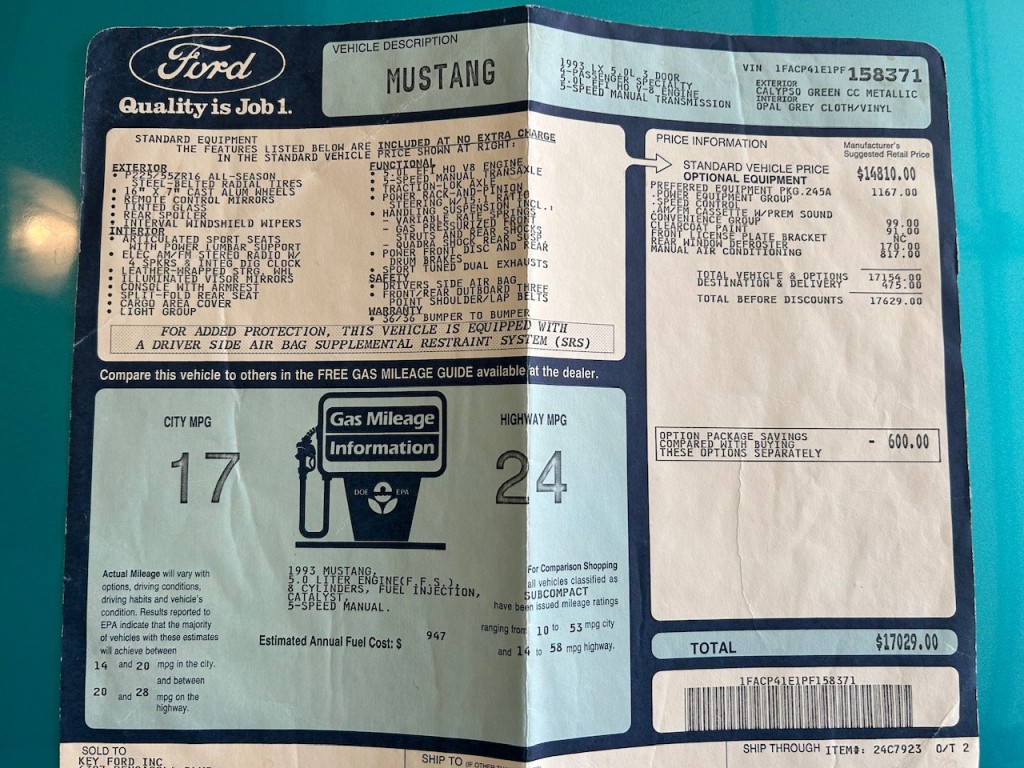 Ford
Quality is Job 1.
VEHICLE DESCRIPTION
MUSTANG
1993 LX 5.0L 3 DOOR
2-PASSENGER SPECIALTY
5.0L EFI HO V-8 ENGINE
5-SPEED MANUAL TRANSMISSION
VIN 1FACP41E1PF158371
EXTERIOR
CALYPSO GREEN CC METALLIC
INTERIOR
OPAL GREY CLOTH/VINYL
STANDARD EQUIPMENT
THE FEATURES LISTED BELOW ARE INCLUDED AT NO EXTRA CHARGE
IN THE STANDARD VEHICLE PRICE SHOWN AT RIGHT:
EXTERIOR
• P225/55ZR16 ALL-SEASON
STEEL-BELTED RADIAL TIRES
• 16" X 7" CAST ALUM WHEELS
• REMOTE CONTROL MIRRORS
• TINTED GLASS
• REAR SPOILER
• INTERVAL WINDSHIELD WIPERS
INTERIOR
• ARTICULATED SPORT SEATS
WITH POWER LUMBAR SUPPORT
• ELEC AM/FM STEREO RADIO W/
4 SPKRS & INTEG DIG CLOCK
• LEATHER-WRAPPED STRG. WHL
• ILLUMINATED VISOR MIRRORS
• CONSOLE WITH ARMREST
• SPLIT-FOLD REAR SEAT
• CARGO AREA COVER
• LIGHT GROUP
FUNCTIONAL
• 5.0L EFI HO V8 ENGINE
• 5-SPEED MANUAL TRANSAXLE
• TRACTION-LOK AXLE
• POWER RACK-AND-PINION
STEERING W/15:1 RATIO
• HANDLING SUSPENSION INCL.:
- VARIABLE RATE SPRINGS
- GAS PRESSURIZED FRONT
STRUTS AND REAR SHOCKS
- QUADRA SHOCK REAR SUSP
• POWER FRONT DISC AND REAR
DRUM BRAKES
• SPORT TUNED DUAL EXHAUSTS
SAFETY
• DRIVERS SIDE AIR BAG
• FRONT/REAR OUTBOARD THREE
POINT SHOULDER/LAP BELTS
WARRANTY
• 36/36 BUMPER TO BUMPER
FOR ADDED PROTECTION, THIS VEHICLE IS EQUIPPED WITH
A DRIVER SIDE AIR BAG SUPPLEMENTAL RESTRAINT SYSTEM (SRS)
PRICE INFORMATION
Manufacturer's
Suggested Retail Price
STANDARD VEHICLE PRICE $14810.00
OPTIONAL EQUIPMENT
PREFERRED EQUIPMENT PKG.245A 1167.00
.POWER EQUIPMENT GROUP
.SPEED CONTROL
.AM/FM CASSETTE W/PREM SOUND
CONVENIENCE GROUP 99.00
CLEARCOAT PAINT 91.00
FRONT LICENSE PLATE BRACKET NC
REAR WINDOW DEFROSTER 170.00
MANUAL AIR CONDITIONING 817.00
TOTAL VEHICLE & OPTIONS 17154.00
DESTINATION & DELIVERY 475.00
TOTAL BEFORE DISCOUNTS 17629.00
OPTION PACKAGE SAVINGS
COMPARED WITH BUYING
THESE OPTIONS SEPARATELY
- 600.00
TOTAL $17029.00
1FACP41E1PF158371
Compare this vehicle to others in the FREE GAS MILEAGE GUIDE available at the dealer.
CITY MPG
17
Gas Mileage
Information
DOE EPA
HIGHWAY MPG
24
Actual Mileage will vary with
options, driving conditions,
driving habits and vehicle's
condition. Results reported to
EPA indicate that the majority
of vehicles with these estimates
will achieve between
14 and 20 mpg in the city.
and between
20 and 28 mpg on the
highway.
1993 MUSTANG,
5.0 LITER ENGINE(F.F.S.),
8 CYLINDERS, FUEL INJECTION,
CATALYST,
5-SPEED MANUAL.
Estimated Annual Fuel Cost: $ 947
For Comparison Shopping
all vehicles classified as
SUBCOMPACT
have been issued mileage ratings
ranging from 10 to 53 mpg city
and 14 to 58 mpg highway.
SOLD TO
KEY FORD INC
SHIP TO
SHIP THROUGH ITEM#: 24C7923 O/T 2